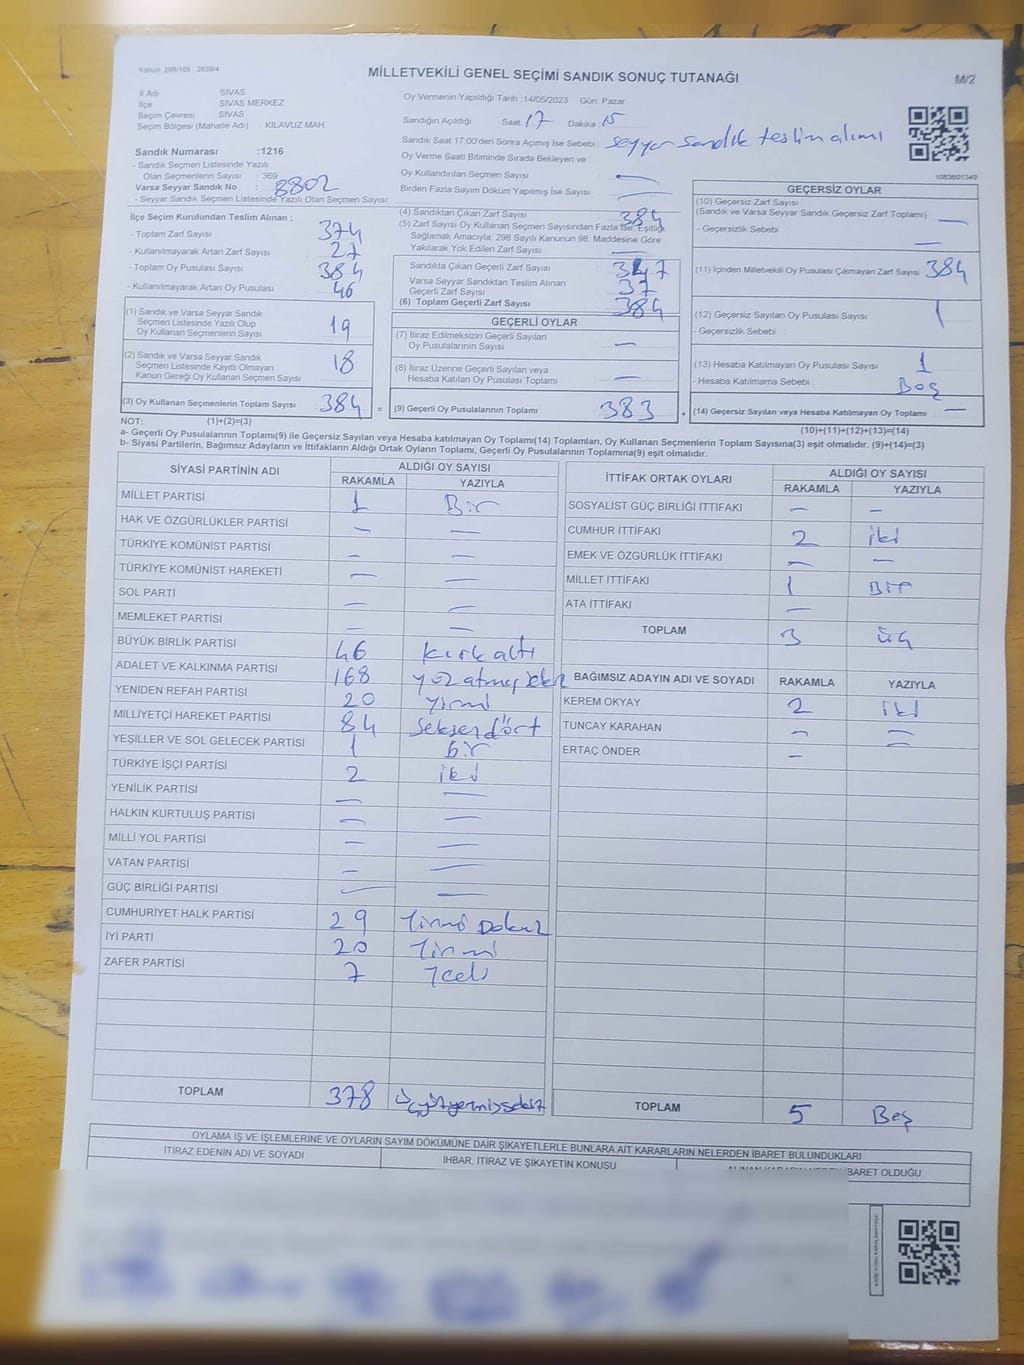 Kanun: 298/105 , 2839/4
MİLLETVEKİLİ GENEL SEÇİMİ SANDIK SONUÇ TUTANAĞI
M/2
İl Adı SİVAS
İlçe SİVAS MERKEZ
Seçim Çevresi SİVAS
Seçim Bölgesi (Mahalle Adı) : KILAVUZ MAH.
Sandık Numarası :1216
- Sandık Seçmen Listesinde Yazılı
Olan Seçmenlerin Sayısı : 369
Varsa Seyyar Sandık No : 8802
- Seyyar Sandık Seçmen Listesinde Yazılı Olan Seçmen Sayısı:
Oy Vermenin Yapıldığı Tarih :14/05/2023 Gün: Pazar
Sandığın Açıldığı Saat: 17 Dakika: 15
Sandık Saat 17:00'den Sonra Açımış İse Sebebi : seyyar sandık teslim alımı
Oy Verme Saati Bitiminde Sırada Bekleyen ve
Oy Kullandırılan Seçmen Sayısı : —
Birden Fazla Sayım Döküm Yapılmış İse Sayısı : —
1083601349
İlçe Seçim Kurulundan Teslim Alınan ;
- Toplam Zarf Sayısı : 374
- Kullanılmayarak Artan Zarf Sayısı : 27
- Toplam Oy Pusulası Sayısı : 384
- Kullanılmayarak Artan Oy Pusulası : 46
(1) Sandık ve Varsa Seyyar Sandık
Seçmen Listesinde Yazılı Olup
Oy Kullanan Seçmenlerin Sayısı 19
(2) Sandık ve Varsa Seyyar Sandık
Seçmen Listesinde Kayıtlı Olmayan
Kanun Gereği Oy Kullanan Seçmen Sayısı 18
(3) Oy Kullanan Seçmenlerin Toplam Sayısı 384 =
(4) Sandıktan Çıkan Zarf Sayısı 384
(5) Zarf Sayısı Oy Kullanan Seçmen Sayısından Fazla İse, Eşitliği
Sağlamak Amacıyla, 298 Sayılı Kanunun 98. Maddesine Göre
Yakılarak Yok Edilen Zarf Sayısı —
Sandıkta Çıkan Geçerli Zarf Sayısı : 347
Varsa Seyyar Sandıktan Teslim Alınan
Geçerli Zarf Sayısı : 37
(6) Toplam Geçerli Zarf Sayısı : 384
GEÇERLİ OYLAR
(7) İtiraz Edilmeksizin Geçerli Sayılan
Oy Pusulalarının Sayısı : —
(8) İtiraz Üzerine Geçerli Sayılan veya
Hesaba Katılan Oy Pusulası Toplamı : —
(9) Geçerli Oy Pusulalarının Toplamı 383
GEÇERSİZ OYLAR
(10) Geçersiz Zarf Sayısı
(Sandık ve Varsa Seyyar Sandık Geçersiz Zarf Toplamı) —
- Geçersizlik Sebebi : —
(11) İçinden Milletvekili Oy Pusulası Çıkmayan Zarf Sayısı : 384
(12) Geçersiz Sayılan Oy Pusulası Sayısı : 1
- Geçersizlik Sebebi :
(13) Hesaba Katılmayan Oy Pusulası Sayısı : 1
- Hesaba Katılmama Sebebi : Boş
(14) Geçersiz Sayılan veya Hesaba Katılmayan Oy Toplamı —
NOT: (1)+(2)=(3)
(10)+(11)+(12)+(13)=(14)
a- Geçerli Oy Pusulalarının Toplamı(9) ile Geçersiz Sayılan veya Hesaba katılmayan Oy Toplamı(14) Toplamları, Oy Kullanan Seçmenlerin Toplam Sayısına(3) eşit olmalıdır. (9)+(14)=(3)
b- Siyasi Partilerin, Bağımsız Adayların ve İttifakların Aldığı Ortak Oyların Toplamı, Geçerli Oy Pusulalarının Toplamına(9) eşit olmalıdır.
SİYASİ PARTİNİN ADI ALDIĞI OY SAYISI
RAKAMLA YAZIYLA
MİLLET PARTİSİ 1 Bir
HAK VE ÖZGÜRLÜKLER PARTİSİ — —
TÜRKİYE KOMÜNİST PARTİSİ — —
TÜRKİYE KOMÜNİST HAREKETİ — —
SOL PARTİ — —
MEMLEKET PARTİSİ — —
BÜYÜK BİRLİK PARTİSİ 46 kırkaltı
ADALET VE KALKINMA PARTİSİ 168 yüzatmışsekiz
YENİDEN REFAH PARTİSİ 20 yirmi
MİLLİYETÇİ HAREKET PARTİSİ 84 seksendört
YEŞİLLER VE SOL GELECEK PARTİSİ 1 bir
TÜRKİYE İŞÇİ PARTİSİ 2 iki
YENİLİK PARTİSİ — —
HALKIN KURTULUŞ PARTİSİ — —
MİLLİ YOL PARTİSİ — —
VATAN PARTİSİ — —
GÜÇ BİRLİĞİ PARTİSİ — —
CUMHURİYET HALK PARTİSİ 29 Yirmi Dokuz
İYİ PARTİ 20 Yirmi
ZAFER PARTİSİ 7 Yedi
TOPLAM 378 üçyüzyetmişsekiz
İTTİFAK ORTAK OYLARI ALDIĞI OY SAYISI
RAKAMLA YAZIYLA
SOSYALİST GÜÇ BİRLİĞİ İTTİFAKI — —
CUMHUR İTTİFAKI 2 iki
EMEK VE ÖZGÜRLÜK İTTİFAKI — —
MİLLET İTTİFAKI 1 Bir
ATA İTTİFAKI —
TOPLAM 3 üç
BAĞIMSIZ ADAYIN ADI VE SOYADI RAKAMLA YAZIYLA
KEREM OKYAY 2 iki
TUNCAY KARAHAN — —
ERTAÇ ÖNDER — —
TOPLAM 5 Beş
OYLAMA İŞ VE İŞLEMLERİNE VE OYLARIN SAYIM DÖKÜMÜNE DAİR ŞİKAYETLERLE BUNLARA AİT KARARLARIN NELERDEN İBARET BULUNDUKLARI
İTİRAZ EDENİN ADI VE SOYADI
İHBAR, İTİRAZ VE ŞİKAYETİN KONUSU
ALINAN KARARIN NEDEN İBARET OLDUĞU